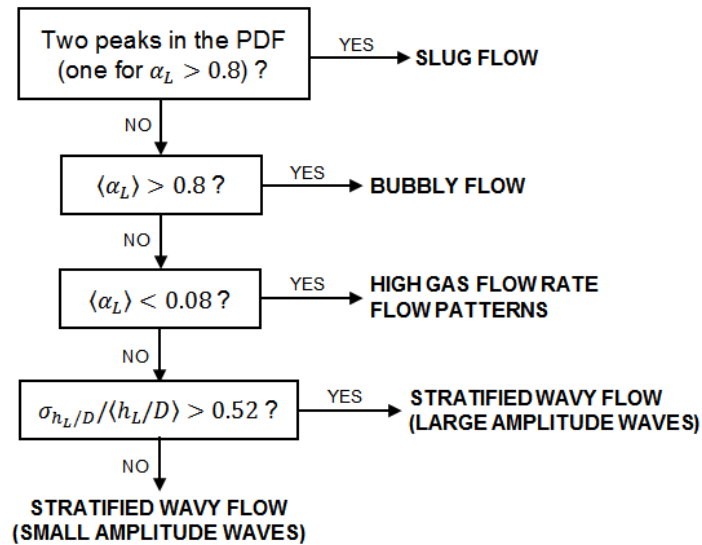 Two peaks in the PDF
(one for α_L > 0.8) ?
YES
SLUG FLOW
NO
⟨α_L⟩ > 0.8 ?
YES
BUBBLY FLOW
NO
⟨α_L⟩ < 0.08 ?
YES
HIGH GAS FLOW RATE
FLOW PATTERNS
NO
σ_{h_L/D}/⟨h_L/D⟩ > 0.52 ?
YES
STRATIFIED WAVY FLOW
(LARGE AMPLITUDE WAVES)
NO
STRATIFIED WAVY FLOW
(SMALL AMPLITUDE WAVES)